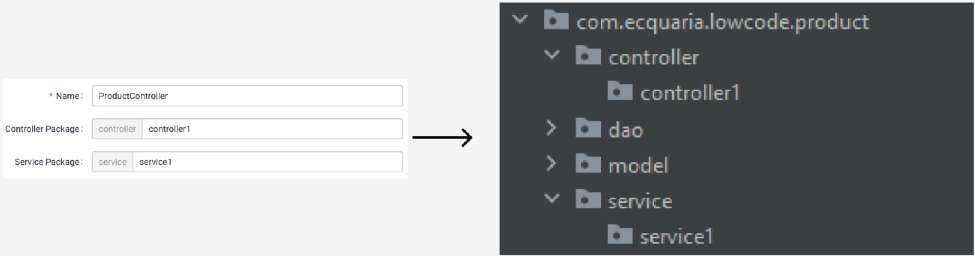 * Name: ProductController
Controller Package: controller controller1
Service Package: service service1
com.ecquaria.lowcode.product
controller
controller1
dao
model
service
service1